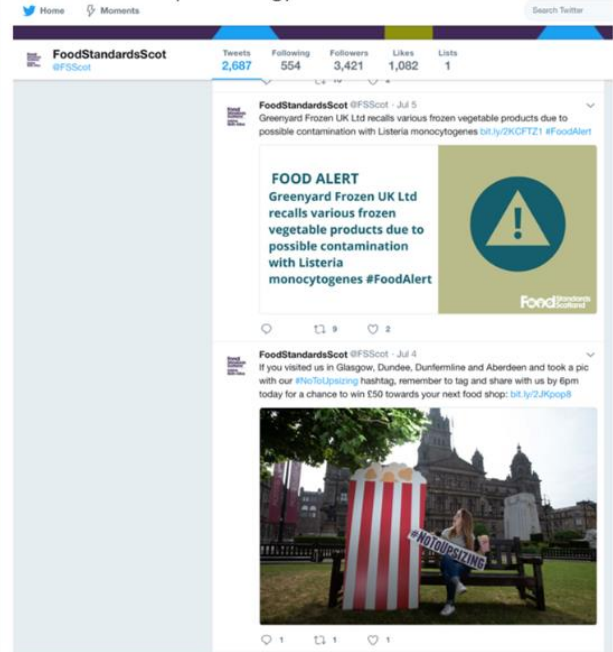 Home Moments Search Twitter
FoodStandardsScot Tweets Following Followers Likes Lists
@FSScot 2,687 554 3,421 1,082 1
FoodStandardsScot @FSScot · Jul 5
Greenyard Frozen UK Ltd recalls various frozen vegetable products due to
possible contamination with Listeria monocytogenes bit.ly/2KCFTZ1 #FoodAlert
FOOD ALERT
Greenyard Frozen UK Ltd
recalls various frozen
vegetable products due to
possible contamination
with Listeria
monocytogenes #FoodAlert
!
Food Standards
Scotland
9 2
FoodStandardsScot @FSScot · Jul 4
If you visited us in Glasgow, Dundee, Dunfermline and Aberdeen and took a pic
with our #NoToUpsizing hashtag, remember to tag and share with us by 6pm
today for a chance to win £50 towards your next food shop: bit.ly/2JKpop8
#NOTOUPSIZING
1 1 1